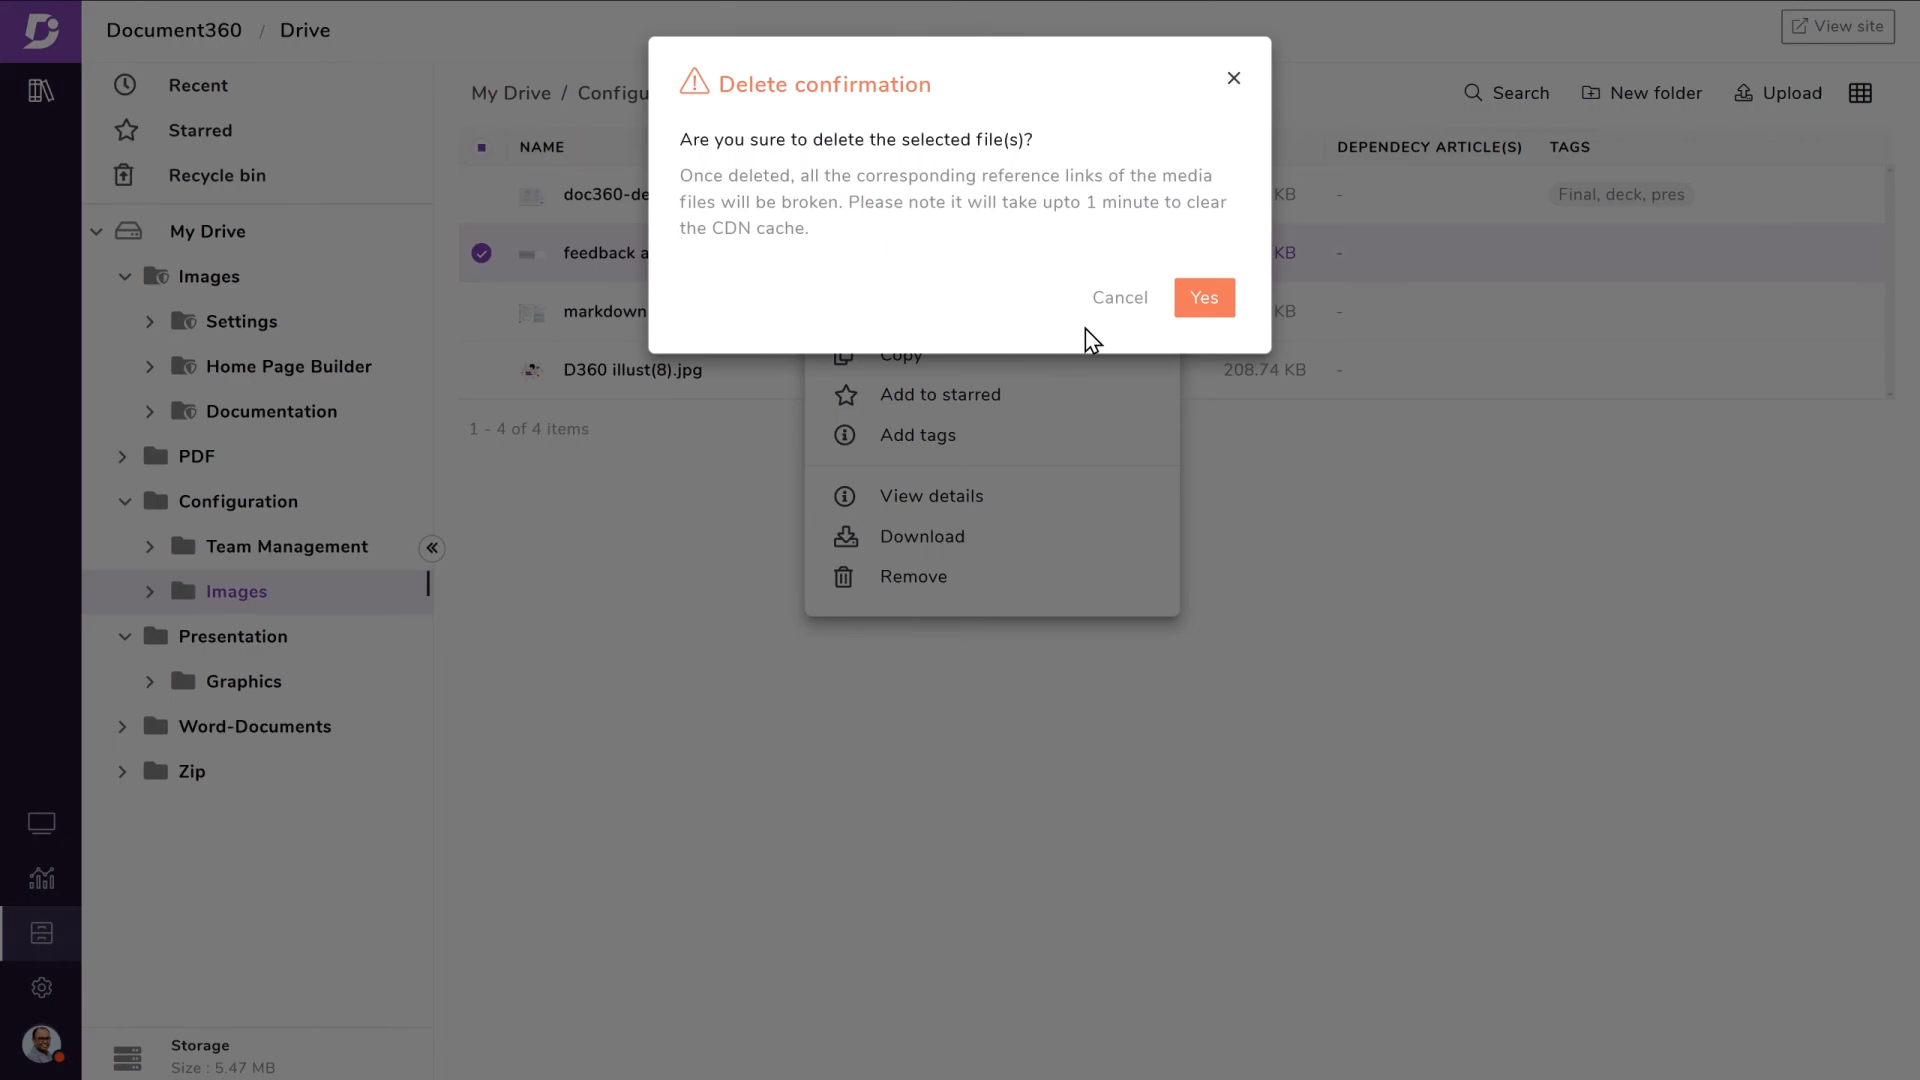 Document360 / Drive
View site
Recent
Starred
Recycle bin
My Drive
Images
Settings
Home Page Builder
Documentation
PDF
Configuration
Team Management
Images
Presentation
Graphics
Word-Documents
Zip
Storage
Size : 5.47 MB
My Drive / Configu
Search
New folder
Upload
NAME
DEPENDECY ARTICLE(S)
TAGS
doc360-de
KB
-
Final, deck, pres
feedback a
KB
-
markdown
KB
-
D360 illust(8).jpg
208.74 KB
-
1 - 4 of 4 items
Delete confirmation
Are you sure to delete the selected file(s)?
Once deleted, all the corresponding reference links of the media
files will be broken. Please note it will take upto 1 minute to clear
the CDN cache.
Cancel
Yes
Copy
Add to starred
Add tags
View details
Download
Remove